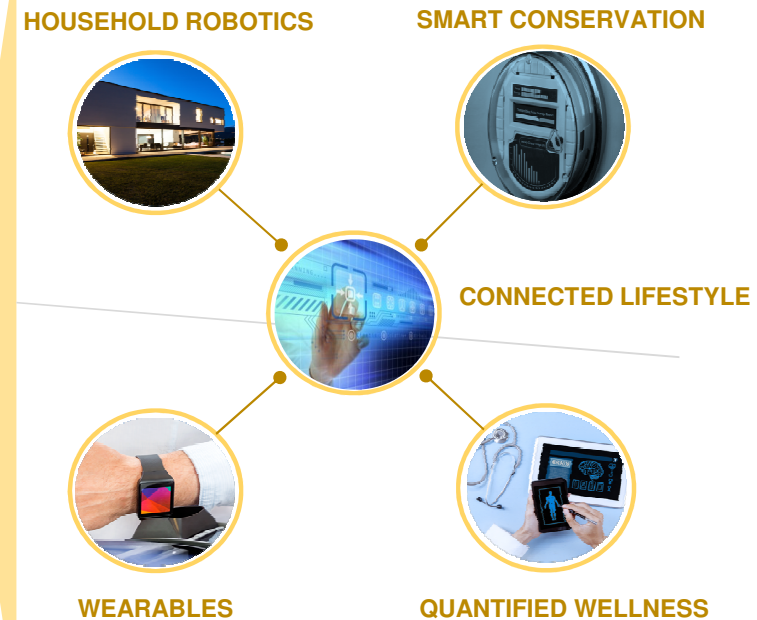 HOUSEHOLD ROBOTICS
SMART CONSERVATION
CONNECTED LIFESTYLE
WEARABLES
QUANTIFIED WELLNESS